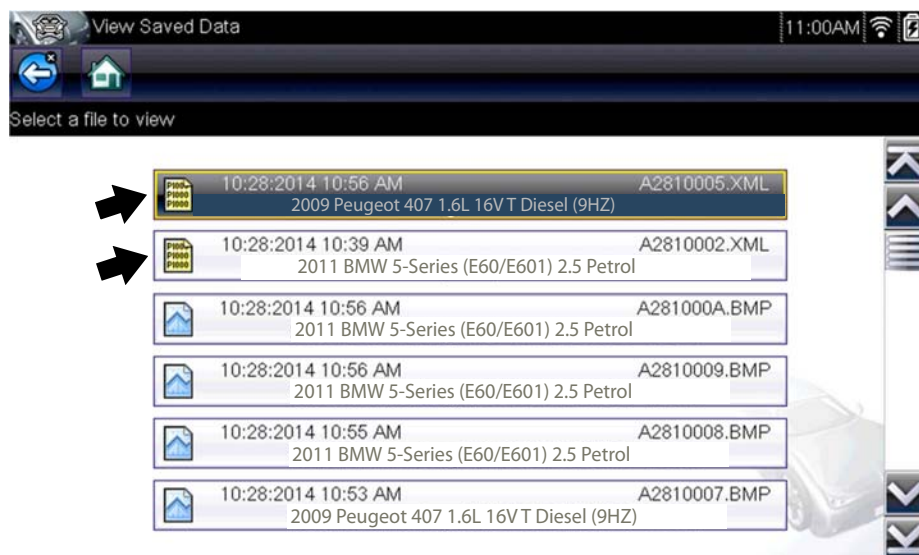 View Saved Data 11:00AM
Select a file to view
10:28:2014 10:56 AM A2810005.XML
2009 Peugeot 407 1.6L 16V T Diesel (9HZ)
10:28:2014 10:39 AM A2810002.XML
2011 BMW 5-Series (E60/E601) 2.5 Petrol
10:28:2014 10:56 AM A281000A.BMP
2011 BMW 5-Series (E60/E601) 2.5 Petrol
10:28:2014 10:56 AM A2810009.BMP
2011 BMW 5-Series (E60/E601) 2.5 Petrol
10:28:2014 10:55 AM A2810008.BMP
2011 BMW 5-Series (E60/E601) 2.5 Petrol
10:28:2014 10:53 AM A2810007.BMP
2009 Peugeot 407 1.6L 16V T Diesel (9HZ)